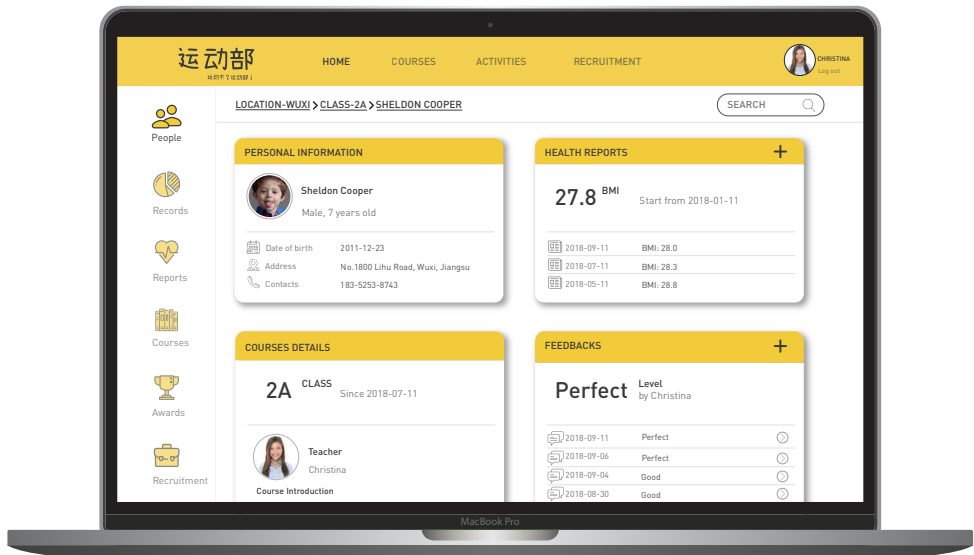 运动部
HOME
COURSES
ACTIVITIES
RECRUITMENT
CHRISTINA
Log out
LOCATION-WUXI > CLASS-2A > SHELDON COOPER
SEARCH
People
Records
Reports
Courses
Awards
Recruitment
PERSONAL INFORMATION
Sheldon Cooper
Male, 7 years old
Date of birth 2011-12-23
Address No.1800 Lihu Road, Wuxi, Jiangsu
Contacts 183-5253-8743
HEALTH REPORTS +
27.8 BMI Start from 2018-01-11
2018-09-11 BMI: 28.0
2018-07-11 BMI: 28.3
2018-05-11 BMI: 28.8
COURSES DETAILS
2A CLASS Since 2018-07-11
Teacher
Christina
Course Introduction
FEEDBACKS +
Perfect Level
by Christina
2018-09-11 Perfect
2018-09-06 Perfect
2018-09-04 Good
2018-08-30 Good
MacBook Pro